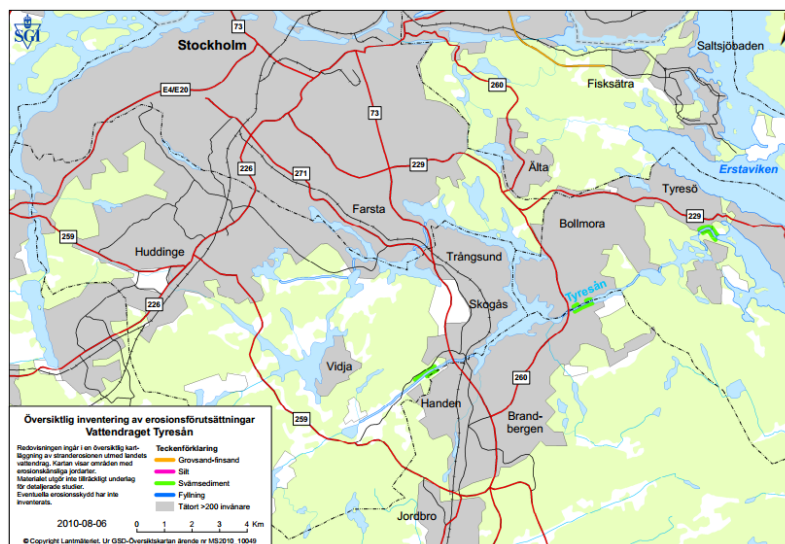 SGI
73
Stockholm
Saltsjöbaden
Fisksätra
260
E4/E20
73
226
271
229
Älta
Erstaviken
Tyresö
Farsta
Bollmora
229
259
Huddinge
Trångsund
Tyresån
226
Skogås
Vidja
260
Handen
Brand-
bergen
259
Jordbro
Översiktlig inventering av erosionsförutsättningar
Vattendraget Tyresån
Redovisningen ingår i en översiktlig kart-
läggning av stranderosionen utmed landets
vattendrag. Kartan visar områden med
erosionskänsliga jordarter.
Materialet utgör inte tillräckligt underlag
för detaljerade studier.
Eventuella erosionsskydd har inte
inventerats.
Teckenförklaring
Grovsand-finsand
Silt
Svämsediment
Fyllning
Tätort >200 invånare
2010-08-06
0 1 2 3 4 Km
© Copyright Lantmäteriet. Ur GSD-Översiktskartan ärende nr MS2010_10049